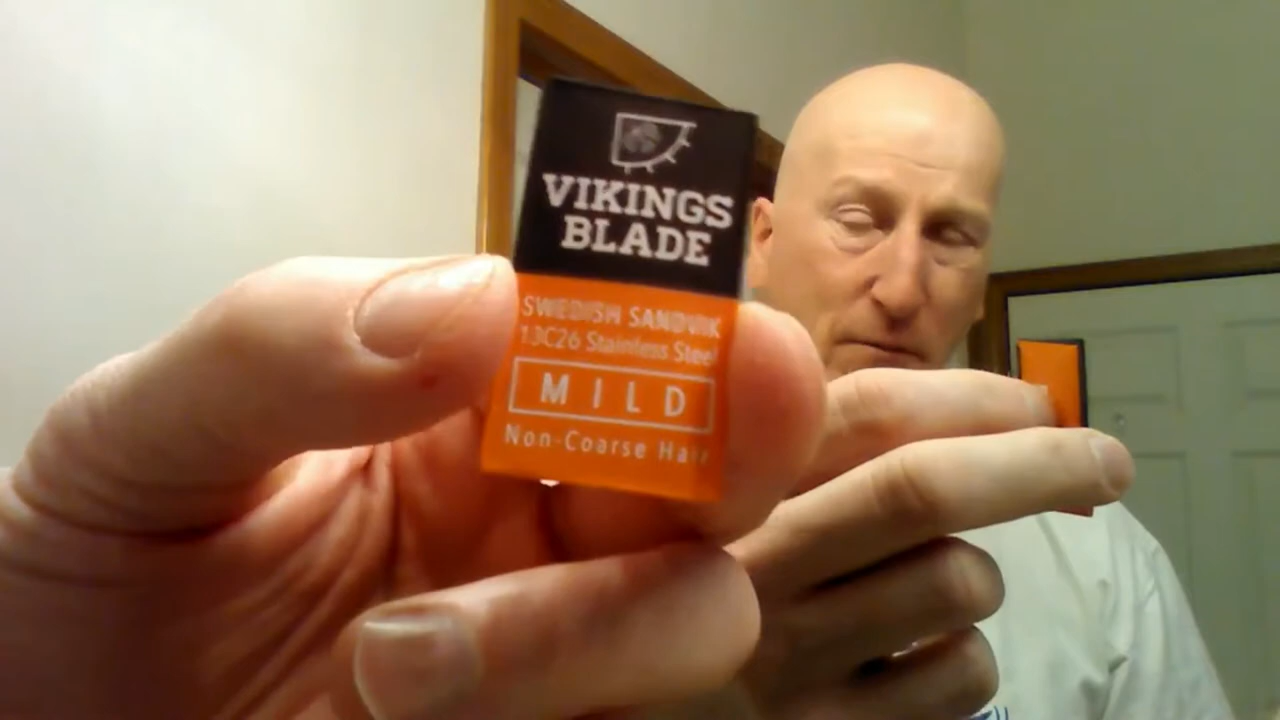 VIKINGS
BLADE
SWEDISH SANDVIK
13C26 Stainless Steel
MILD
Non-Coarse Hair